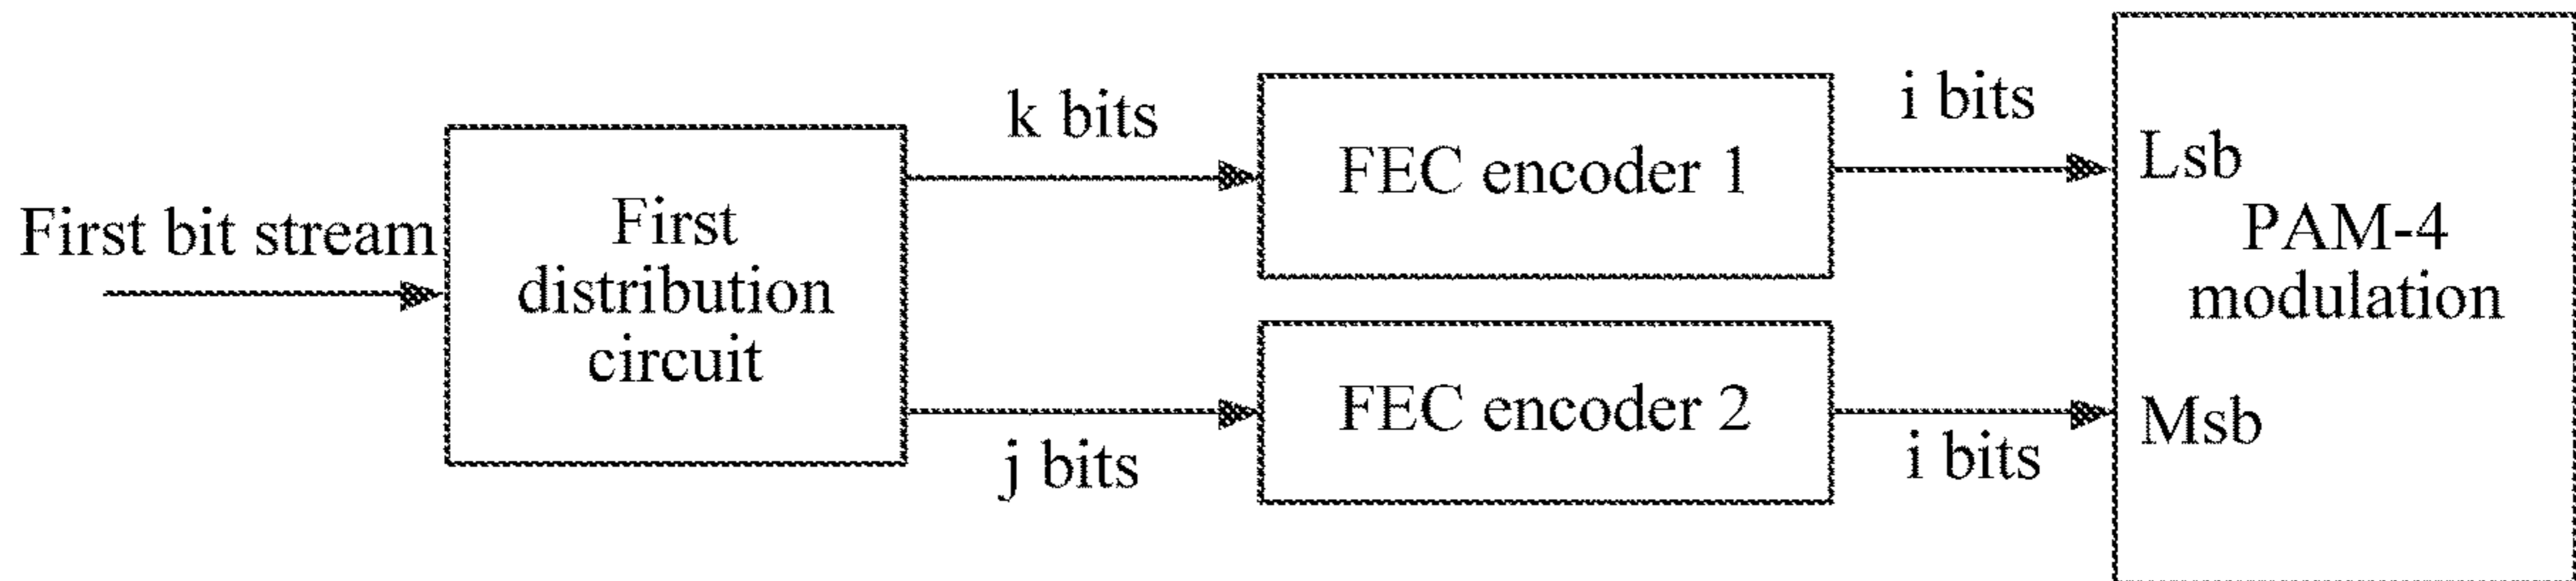 First bit stream
First
distribution
circuit
k bits
j bits
FEC encoder 1
FEC encoder 2
i bits
i bits
Lsb
PAM-4
modulation
Msb